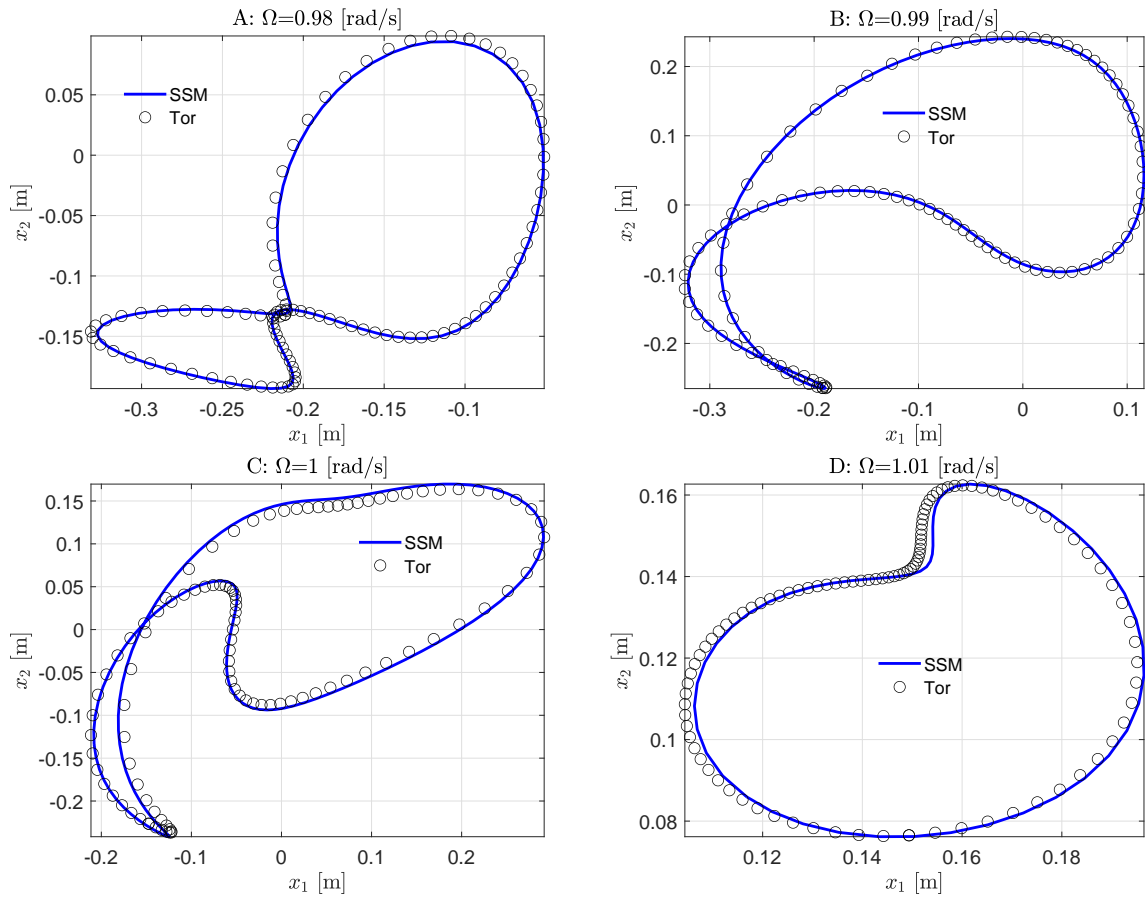 A: Ω=0.98 [rad/s]
SSM
Tor
0.05
0
-0.05
-0.1
-0.15
x₂ [m]
-0.3 -0.25 -0.2 -0.15 -0.1
x₁ [m]
B: Ω=0.99 [rad/s]
SSM
Tor
0.2
0.1
0
-0.1
-0.2
x₂ [m]
-0.3 -0.2 -0.1 0 0.1
x₁ [m]
C: Ω=1 [rad/s]
SSM
Tor
0.15
0.1
0.05
0
-0.05
-0.1
-0.15
-0.2
x₂ [m]
-0.2 -0.1 0 0.1 0.2
x₁ [m]
D: Ω=1.01 [rad/s]
SSM
Tor
0.16
0.14
0.12
0.1
0.08
x₂ [m]
0.12 0.14 0.16 0.18
x₁ [m]